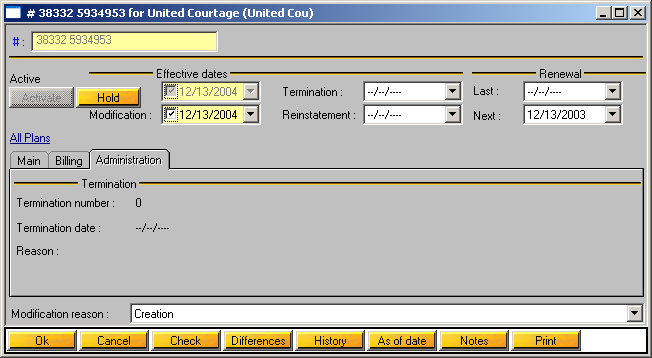 # 38332 5934953 for United Courtage (United Cou)
# : 38332 5934953
Effective dates Renewal
Active 12/13/2004 Termination : --/--/---- Last : --/--/----
Activate Hold
Modification : 12/13/2004 Reinstatement : --/--/---- Next : 12/13/2003
All Plans
Main Billing Administration
Termination
Termination number : 0
Termination date : --/--/----
Reason :
Modification reason : Creation
Ok Cancel Check Differences History As of date Notes Print